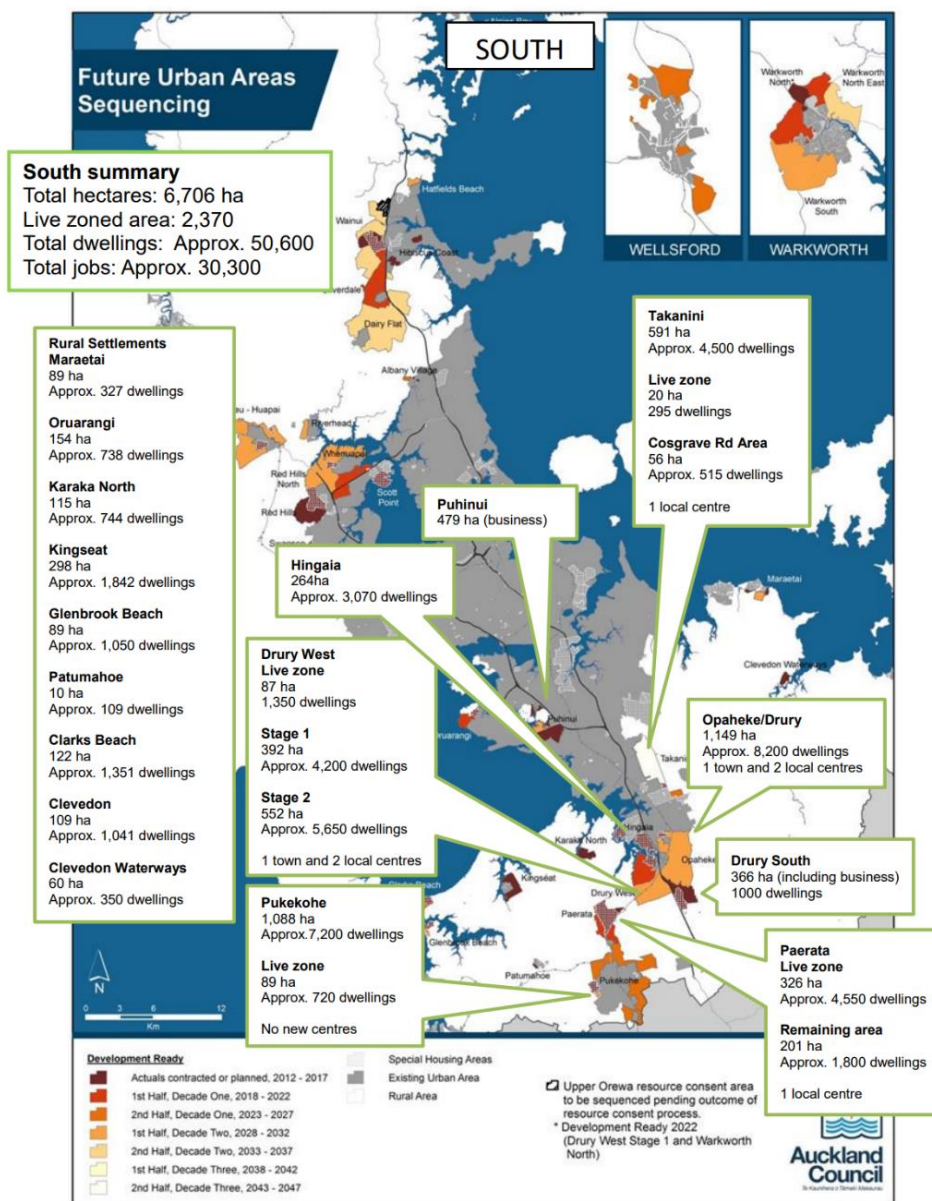 SOUTH
Future Urban Areas
Sequencing
South summary
Total hectares: 6,706 ha
Live zoned area: 2,370
Total dwellings: Approx. 50,600
Total jobs: Approx. 30,300
Warkworth
North
Warkworth
North East
Warkworth
South
WELLSFORD
WARKWORTH
Hatfields Beach
Wainui
Hibiscus Coast
Dairy Flat
Albany Village
Riverhead
Whenuapai
Red Hills
North
Red Hills
Scott
Point
Rural Settlements
Maraetai
89 ha
Approx. 327 dwellings
Oruarangi
154 ha
Approx. 738 dwellings
Karaka North
115 ha
Approx. 744 dwellings
Kingseat
298 ha
Approx. 1,842 dwellings
Glenbrook Beach
89 ha
Approx. 1,050 dwellings
Patumahoe
10 ha
Approx. 109 dwellings
Clarks Beach
122 ha
Approx. 1,351 dwellings
Clevedon
109 ha
Approx. 1,041 dwellings
Clevedon Waterways
60 ha
Approx. 350 dwellings
Takanini
591 ha
Approx. 4,500 dwellings
Live zone
20 ha
295 dwellings
Cosgrave Rd Area
56 ha
Approx. 515 dwellings
1 local centre
Puhinui
479 ha (business)
Hingaia
264ha
Approx. 3,070 dwellings
Drury West
Live zone
87 ha
1,350 dwellings
Stage 1
392 ha
Approx. 4,200 dwellings
Stage 2
552 ha
Approx. 5,650 dwellings
1 town and 2 local centres
Pukekohe
1,088 ha
Approx.7,200 dwellings
Live zone
89 ha
Approx. 720 dwellings
No new centres
Opaheke/Drury
1,149 ha
Approx. 8,200 dwellings
1 town and 2 local centres
Drury South
366 ha (including business)
1000 dwellings
Paerata
Live zone
326 ha
Approx. 4,550 dwellings
Remaining area
201 ha
Approx. 1,800 dwellings
1 local centre
Maraetai
Clevedon Waterways
Puhinui
Hingaia
Karaka North
Kingseat
Drury West
Paerata
Glenbrook Beach
Patumahoe
Pukekohe
N
0 3 6 12
Km
Development Ready
Actuals contracted or planned, 2012 - 2017
1st Half, Decade One, 2018 - 2022
2nd Half, Decade One, 2023 - 2027
1st Half, Decade Two, 2028 - 2032
2nd Half, Decade Two, 2033 - 2037
1st Half, Decade Three, 2038 - 2042
2nd Half, Decade Three, 2043 - 2047
Special Housing Areas
Existing Urban Area
Rural Area
Upper Orewa resource consent area
to be sequenced pending outcome of
resource consent process.
* Development Ready 2022
(Drury West Stage 1 and Warkworth
North)
Auckland
Council
Te Kaunihera o Tāmaki Makaurau